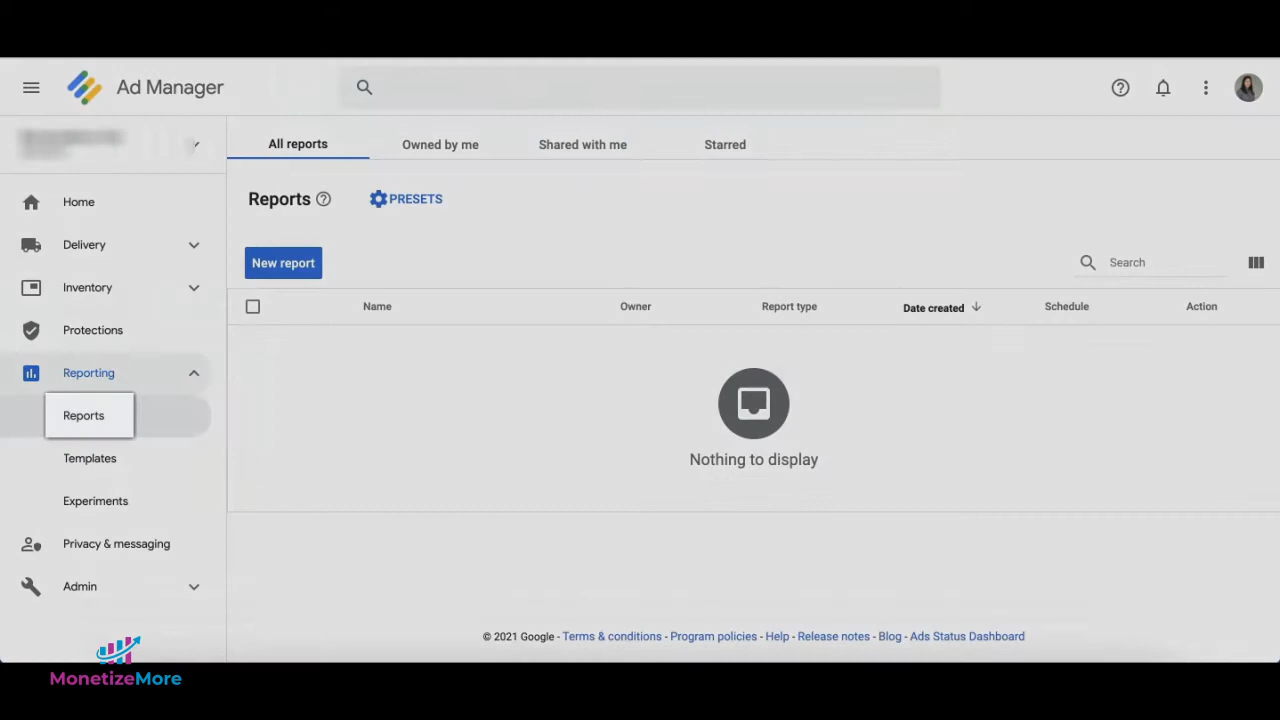 Ad Manager
All reports
Owned by me
Shared with me
Starred
Home
Delivery
Inventory
Protections
Reporting
Reports
Templates
Experiments
Privacy & messaging
Admin
Reports
PRESETS
New report
Search
Name
Owner
Report type
Date created
Schedule
Action
Nothing to display
© 2021 Google - Terms & conditions - Program policies - Help - Release notes - Blog - Ads Status Dashboard
MonetizeMore